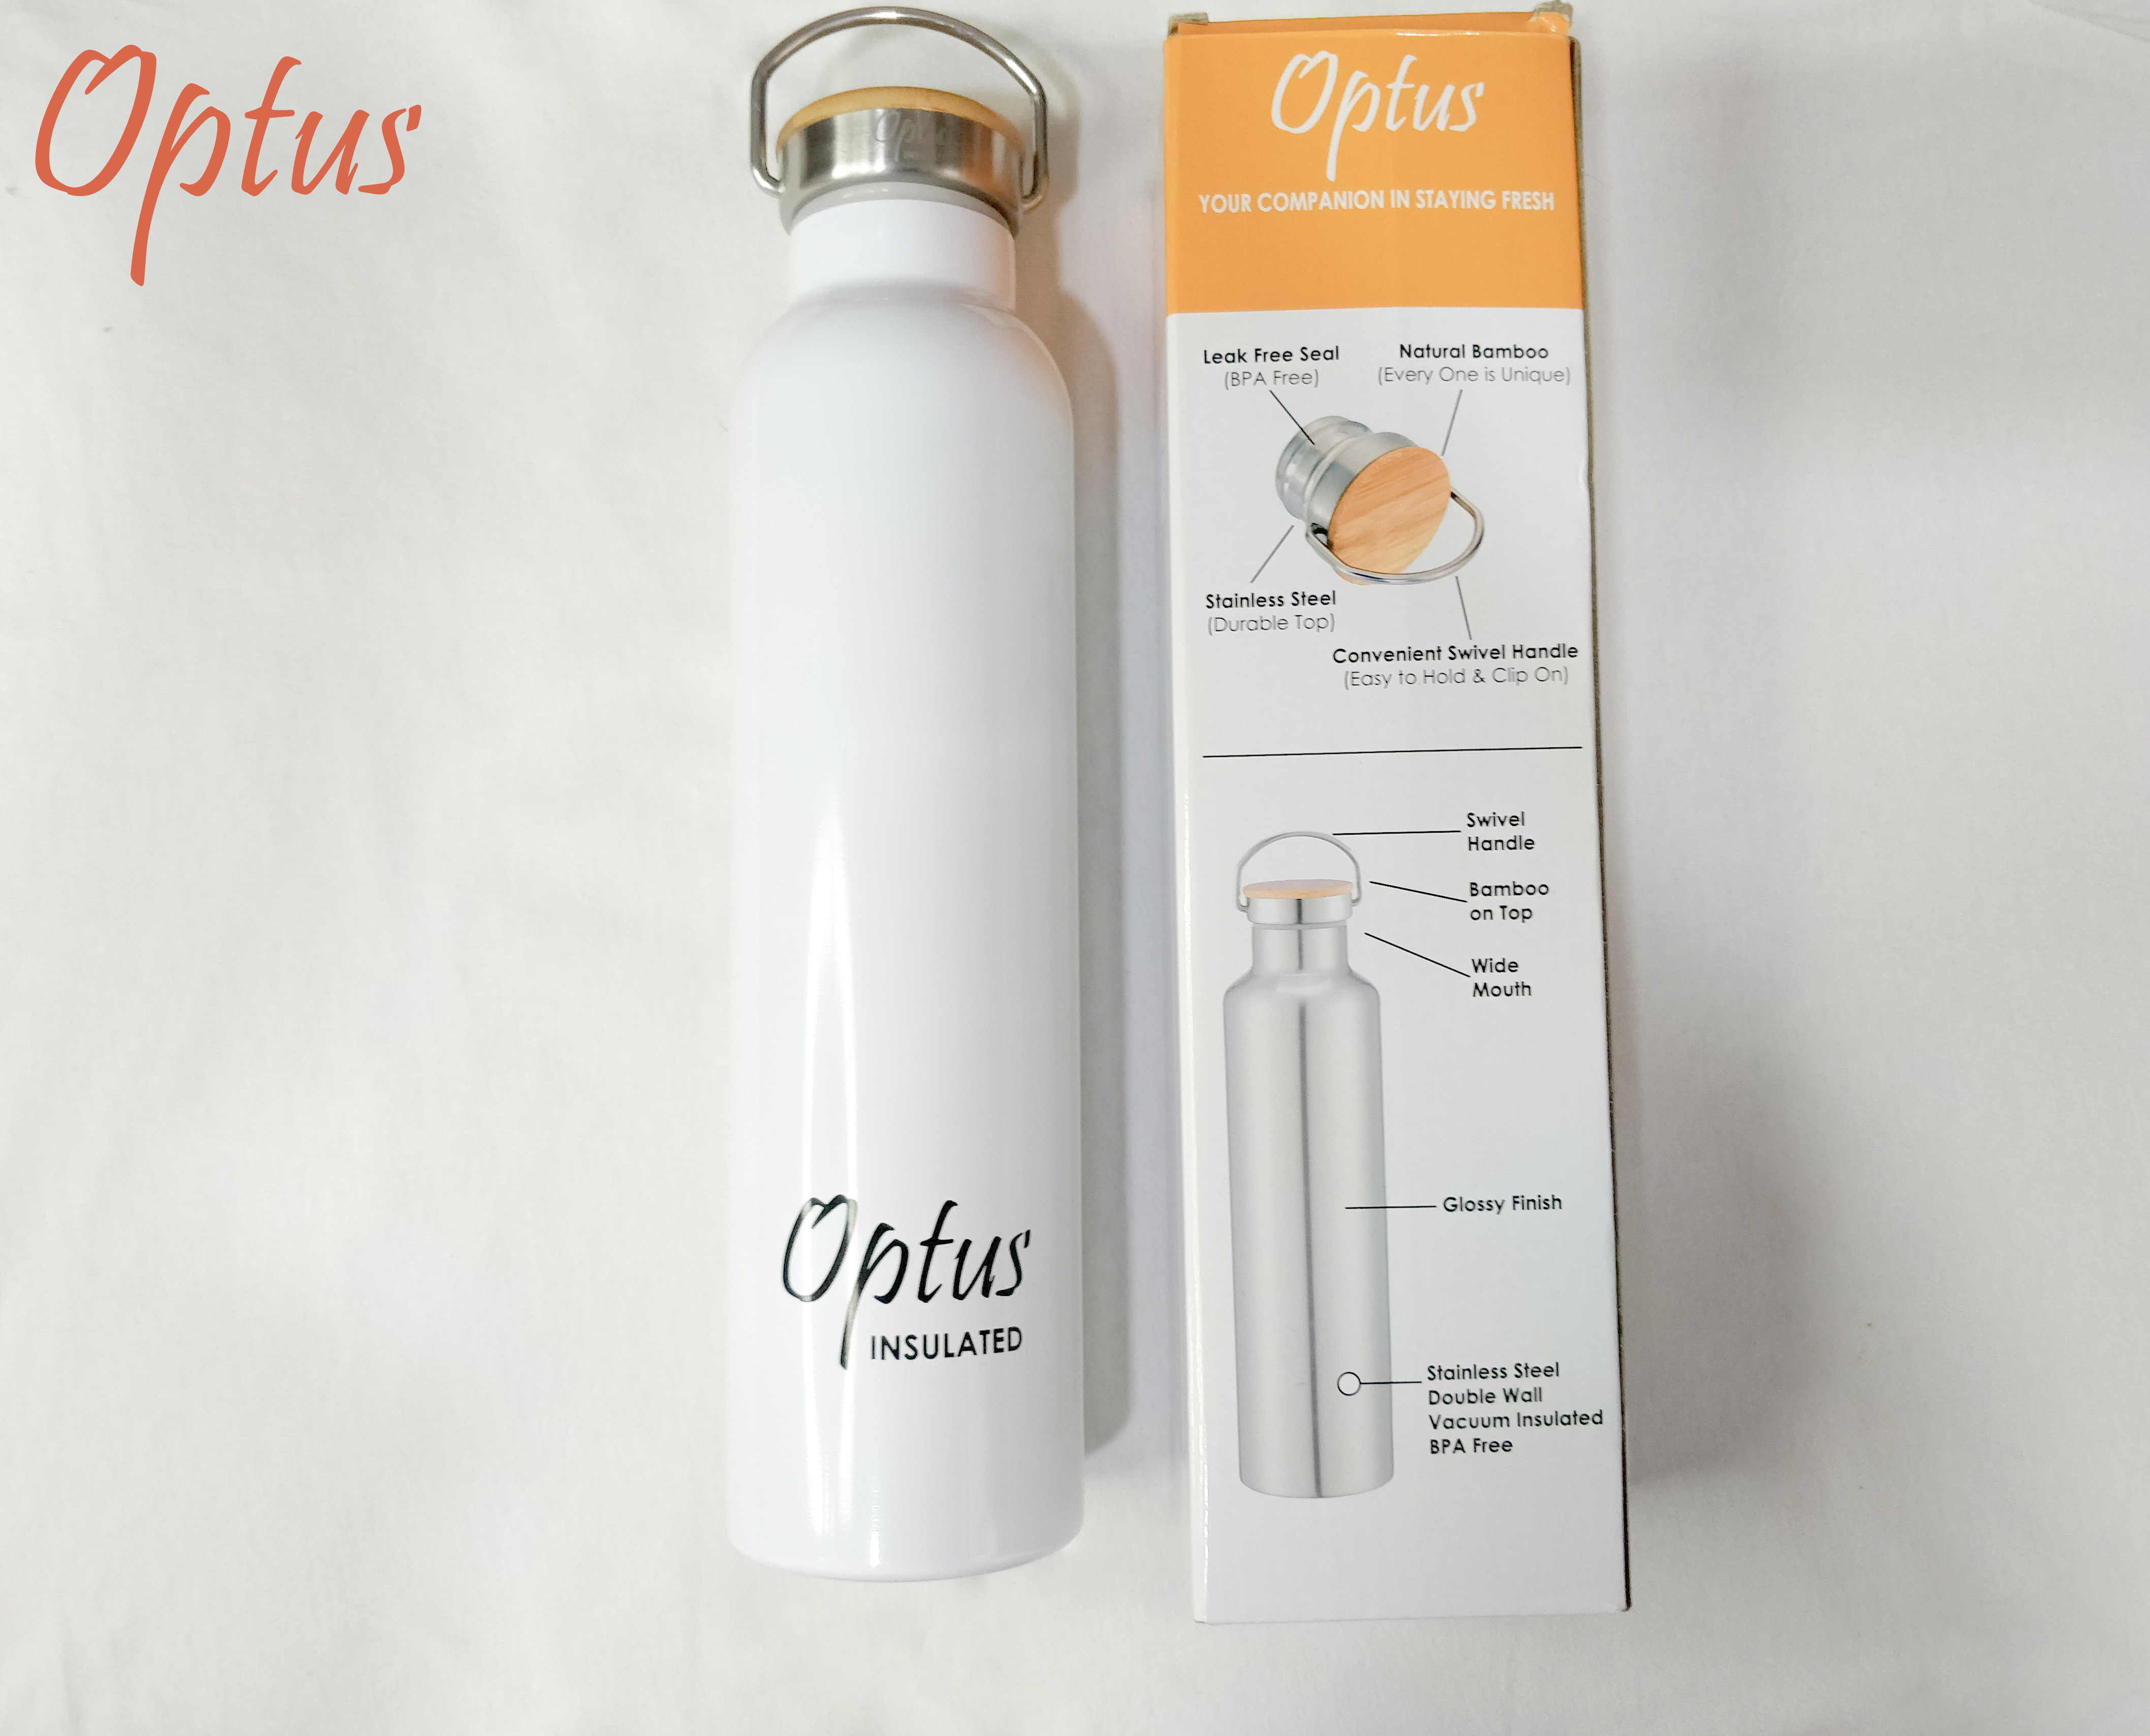 Optus
Optus
Optus
INSULATED
Optus
YOUR COMPANION IN STAYING FRESH
Leak Free Seal
(BPA Free)
Natural Bamboo
(Every One is Unique)
Stainless Steel
(Durable Top)
Convenient Swivel Handle
(Easy to Hold & Clip On)
Swivel
Handle
Bamboo
on Top
Wide
Mouth
Glossy Finish
Stainless Steel
Double Wall
Vacuum Insulated
BPA Free